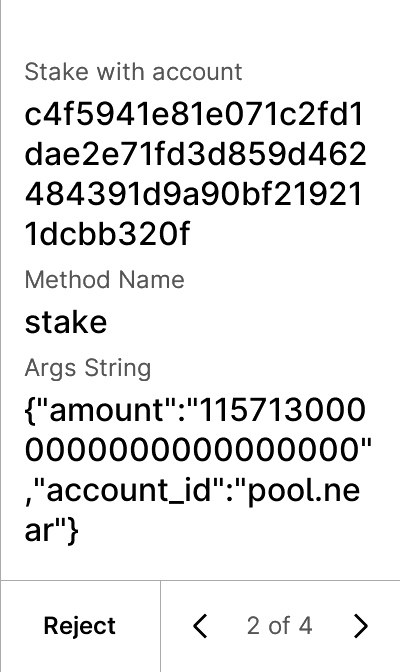 Stake with account
c4f5941e81e071c2fd1
dae2e71fd3d859d462
484391d9a90bf21921
1dcbb320f
Method Name
stake
Args String
{"amount":"115713000
0000000000000000000"
,"account_id":"pool.ne
ar"}
Reject
2 of 4